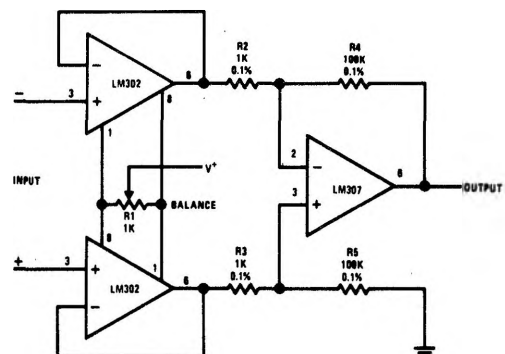 R2
1K
0.1%
R4
100K
0.1%
−
LM302
6
3
+
8
1
−
3
+
2
−
V+
LM307
6
OUTPUT
INPUT
R1
1K
BALANCE
3
+
8
1
R3
1K
0.1%
R5
100K
0.1%
+
3
+
LM302
6
−